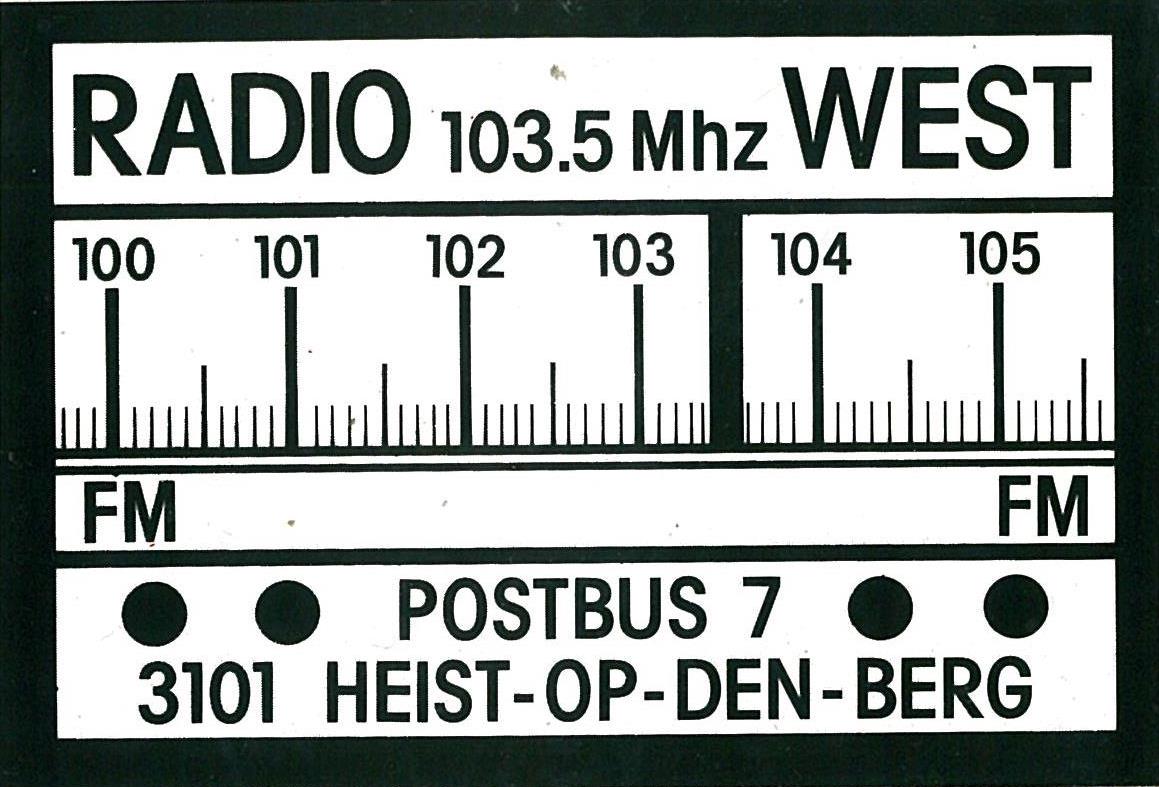 RADIO 103.5 Mhz WEST
100 101 102 103 104 105
FM FM
POSTBUS 7
3101 HEIST-OP-DEN-BERG